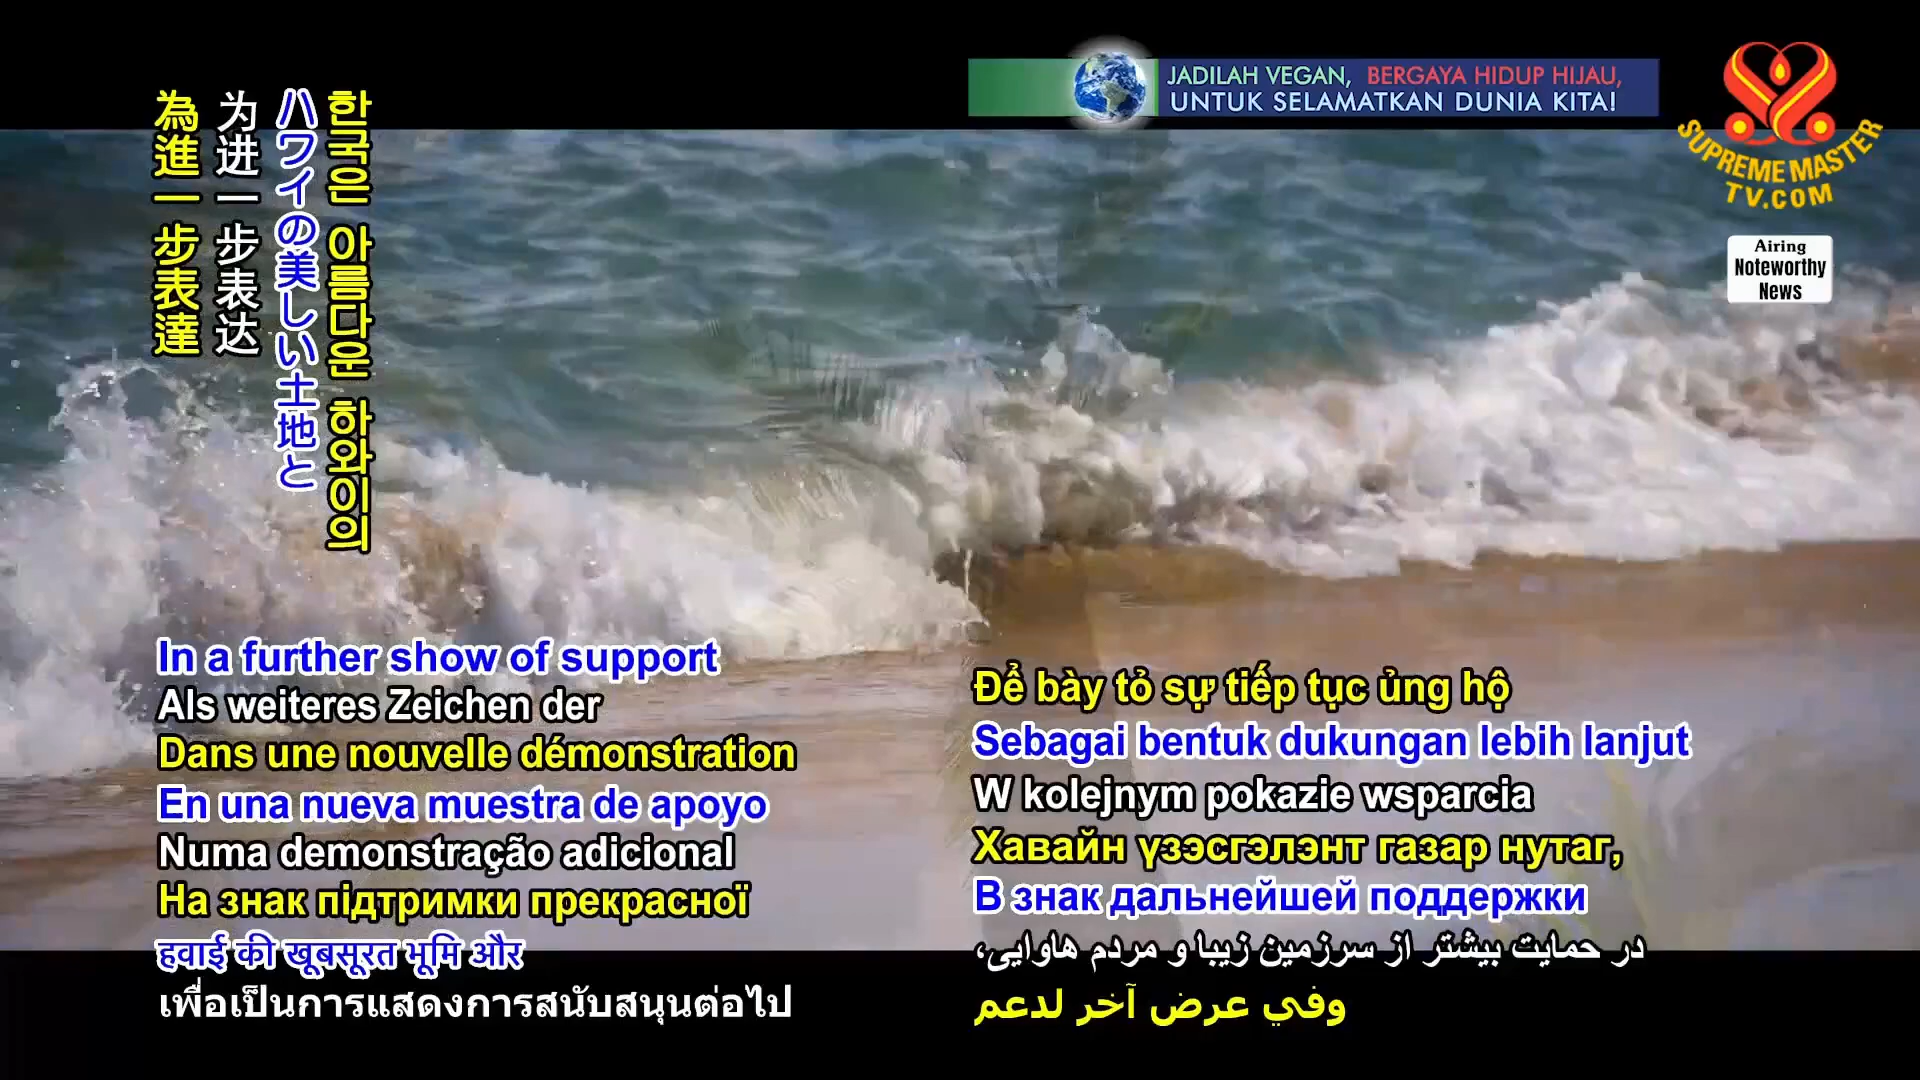 JADILAH VEGAN, BERGAYA HIDUP HIJAU,
UNTUK SELAMATKAN DUNIA KITA!
SUPREME MASTER
TV.COM
Airing
Noteworthy
News
한국은 아름다운 하와이의
ハワイの美しい土地と
为进一步表达
為進一步表達
In a further show of support
Als weiteres Zeichen der
Dans une nouvelle démonstration
En una nueva muestra de apoyo
Numa demonstração adicional
На знак підтримки прекрасної
हवाई की खूबसूरत भूमि और
เพื่อเป็นการแสดงการสนับสนุนต่อไป
Để bày tỏ sự tiếp tục ủng hộ
Sebagai bentuk dukungan lebih lanjut
W kolejnym pokazie wsparcia
Хавайн үзэсгэлэнт газар нутаг,
В знак дальнейшей поддержки
در حمایت بیشتر از سرزمین زیبا و مردم هاوایی،
وفي عرض آخر لدعم